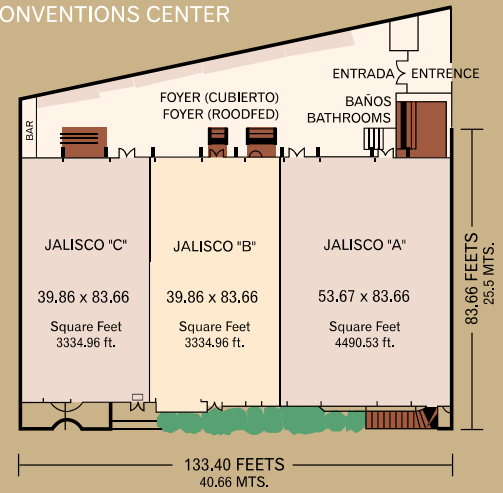 CONVENTIONS CENTER
ENTRADA ENTRENCE
FOYER (CUBIERTO)
FOYER (ROODFED)
BAÑOS
BATHROOMS
BAR
JALISCO "C"
39.86 x 83.66
Square Feet
3334.96 ft.
JALISCO "B"
39.86 x 83.66
Square Feet
3334.96 ft.
JALISCO "A"
53.67 x 83.66
Square Feet
4490.53 ft.
83.66 FEETS
25.5 MTS.
133.40 FEETS
40.66 MTS.